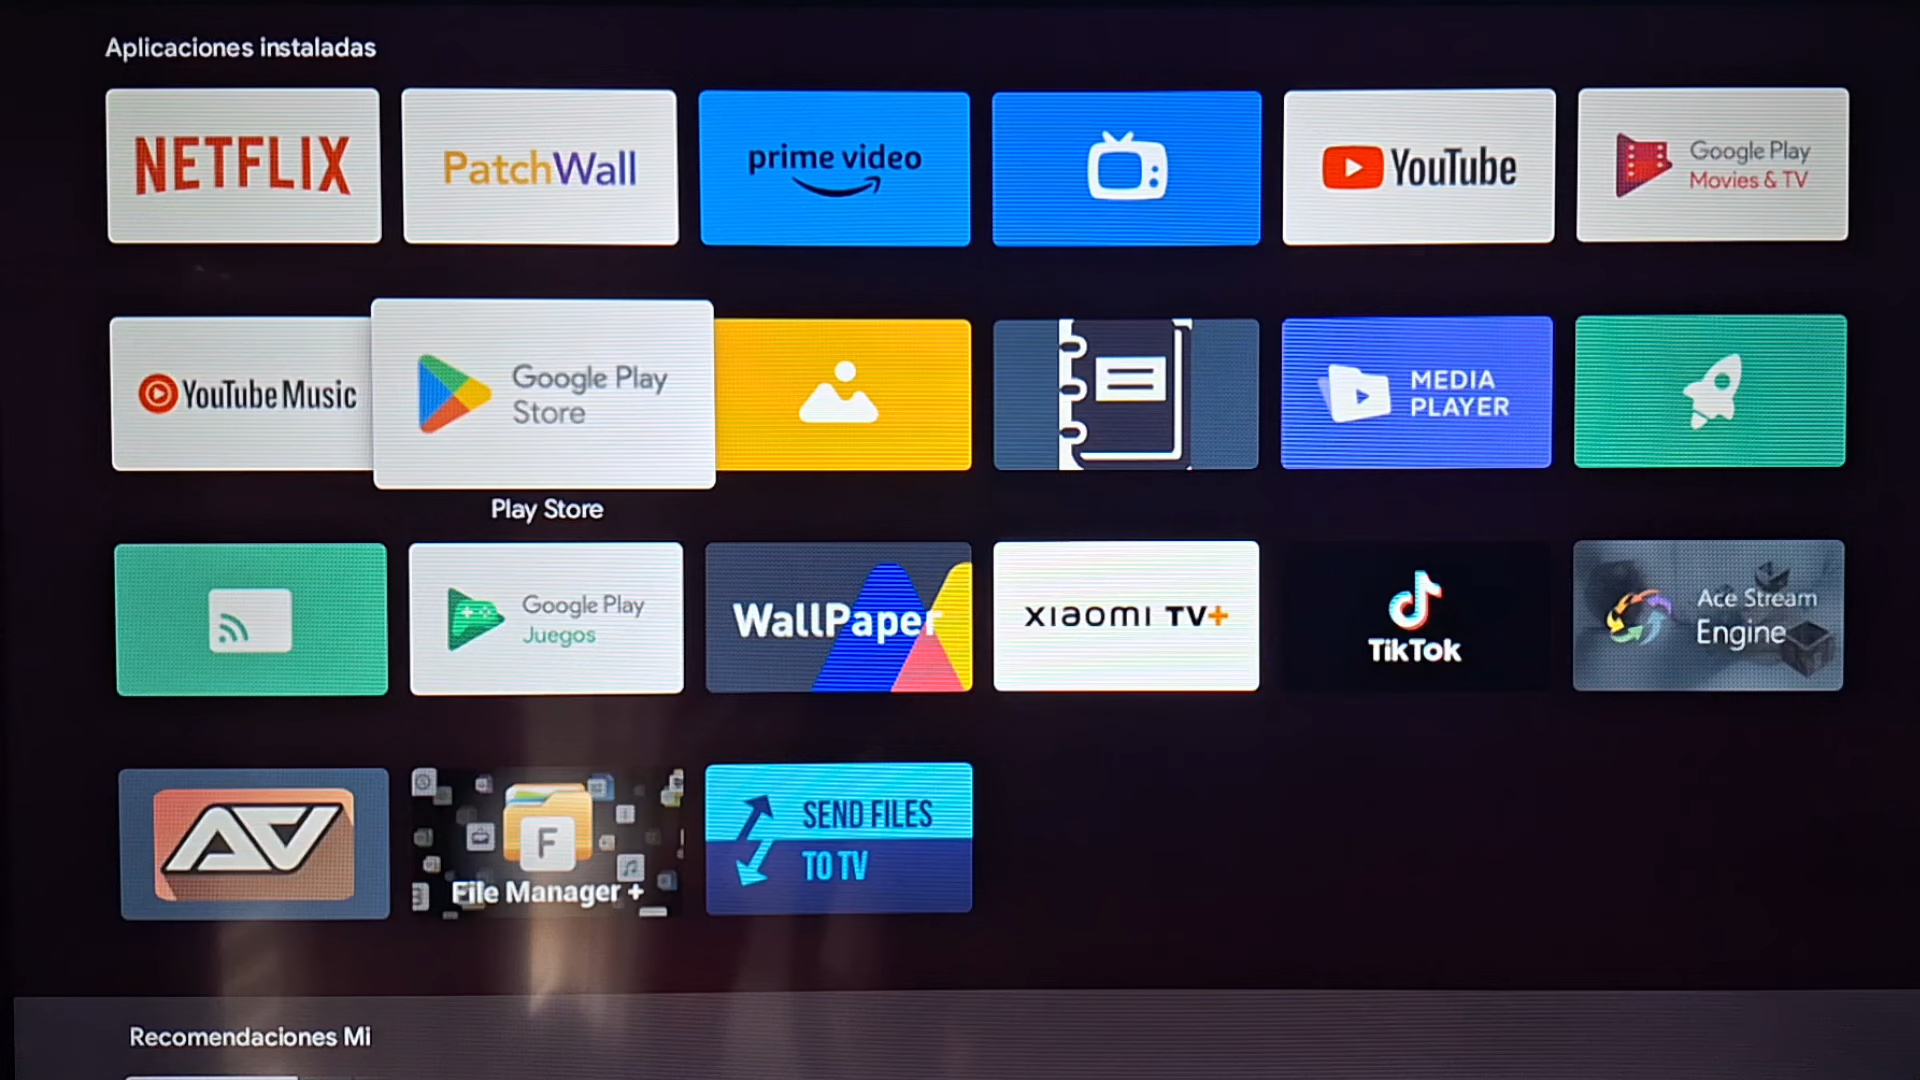 Aplicaciones instaladas
NETFLIX
PatchWall
prime video
YouTube
Google Play
Movies & TV
YouTube Music
Google Play
Store
MEDIA
PLAYER
Play Store
Google Play
Juegos
WallPaper
xiaomi TV+
TikTok
Ace Stream
Engine
AV
F
File Manager +
SEND FILES
TO TV
Recomendaciones Mi